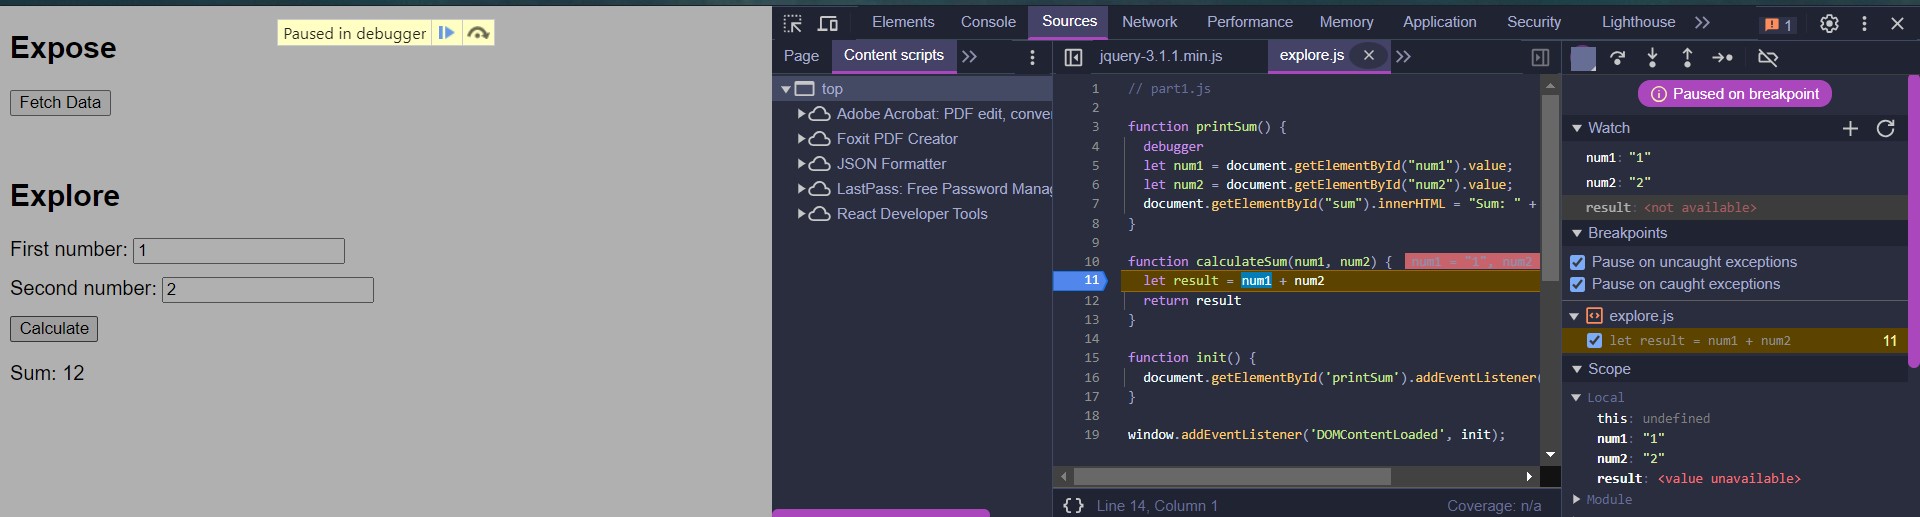 Paused in debugger
Expose
Fetch Data
Explore
First number: 1
Second number: 2
Calculate
Sum: 12
Elements Console Sources Network Performance Memory Application Security Lighthouse 1
Page Content scripts
top
Adobe Acrobat: PDF edit, conve
Foxit PDF Creator
JSON Formatter
LastPass: Free Password Mana
React Developer Tools
jquery-3.1.1.min.js explore.js
1 // part1.js
2
3 function printSum() {
4 debugger
5 let num1 = document.getElementById("num1").value;
6 let num2 = document.getElementById("num2").value;
7 document.getElementById("sum").innerHTML = "Sum: " +
8 }
9
10 function calculateSum(num1, num2) { num1 = "1", num2
11 let result = num1 + num2
12 return result
13 }
14
15 function init() {
16 document.getElementById('printSum').addEventListener(
17 }
18
19 window.addEventListener('DOMContentLoaded', init);
{} Line 14, Column 1 Coverage: n/a
Paused on breakpoint
Watch
num1: "1"
num2: "2"
result: <not available>
Breakpoints
Pause on uncaught exceptions
Pause on caught exceptions
explore.js
let result = num1 + num2 11
Scope
Local
this: undefined
num1: "1"
num2: "2"
result: <value unavailable>
Module